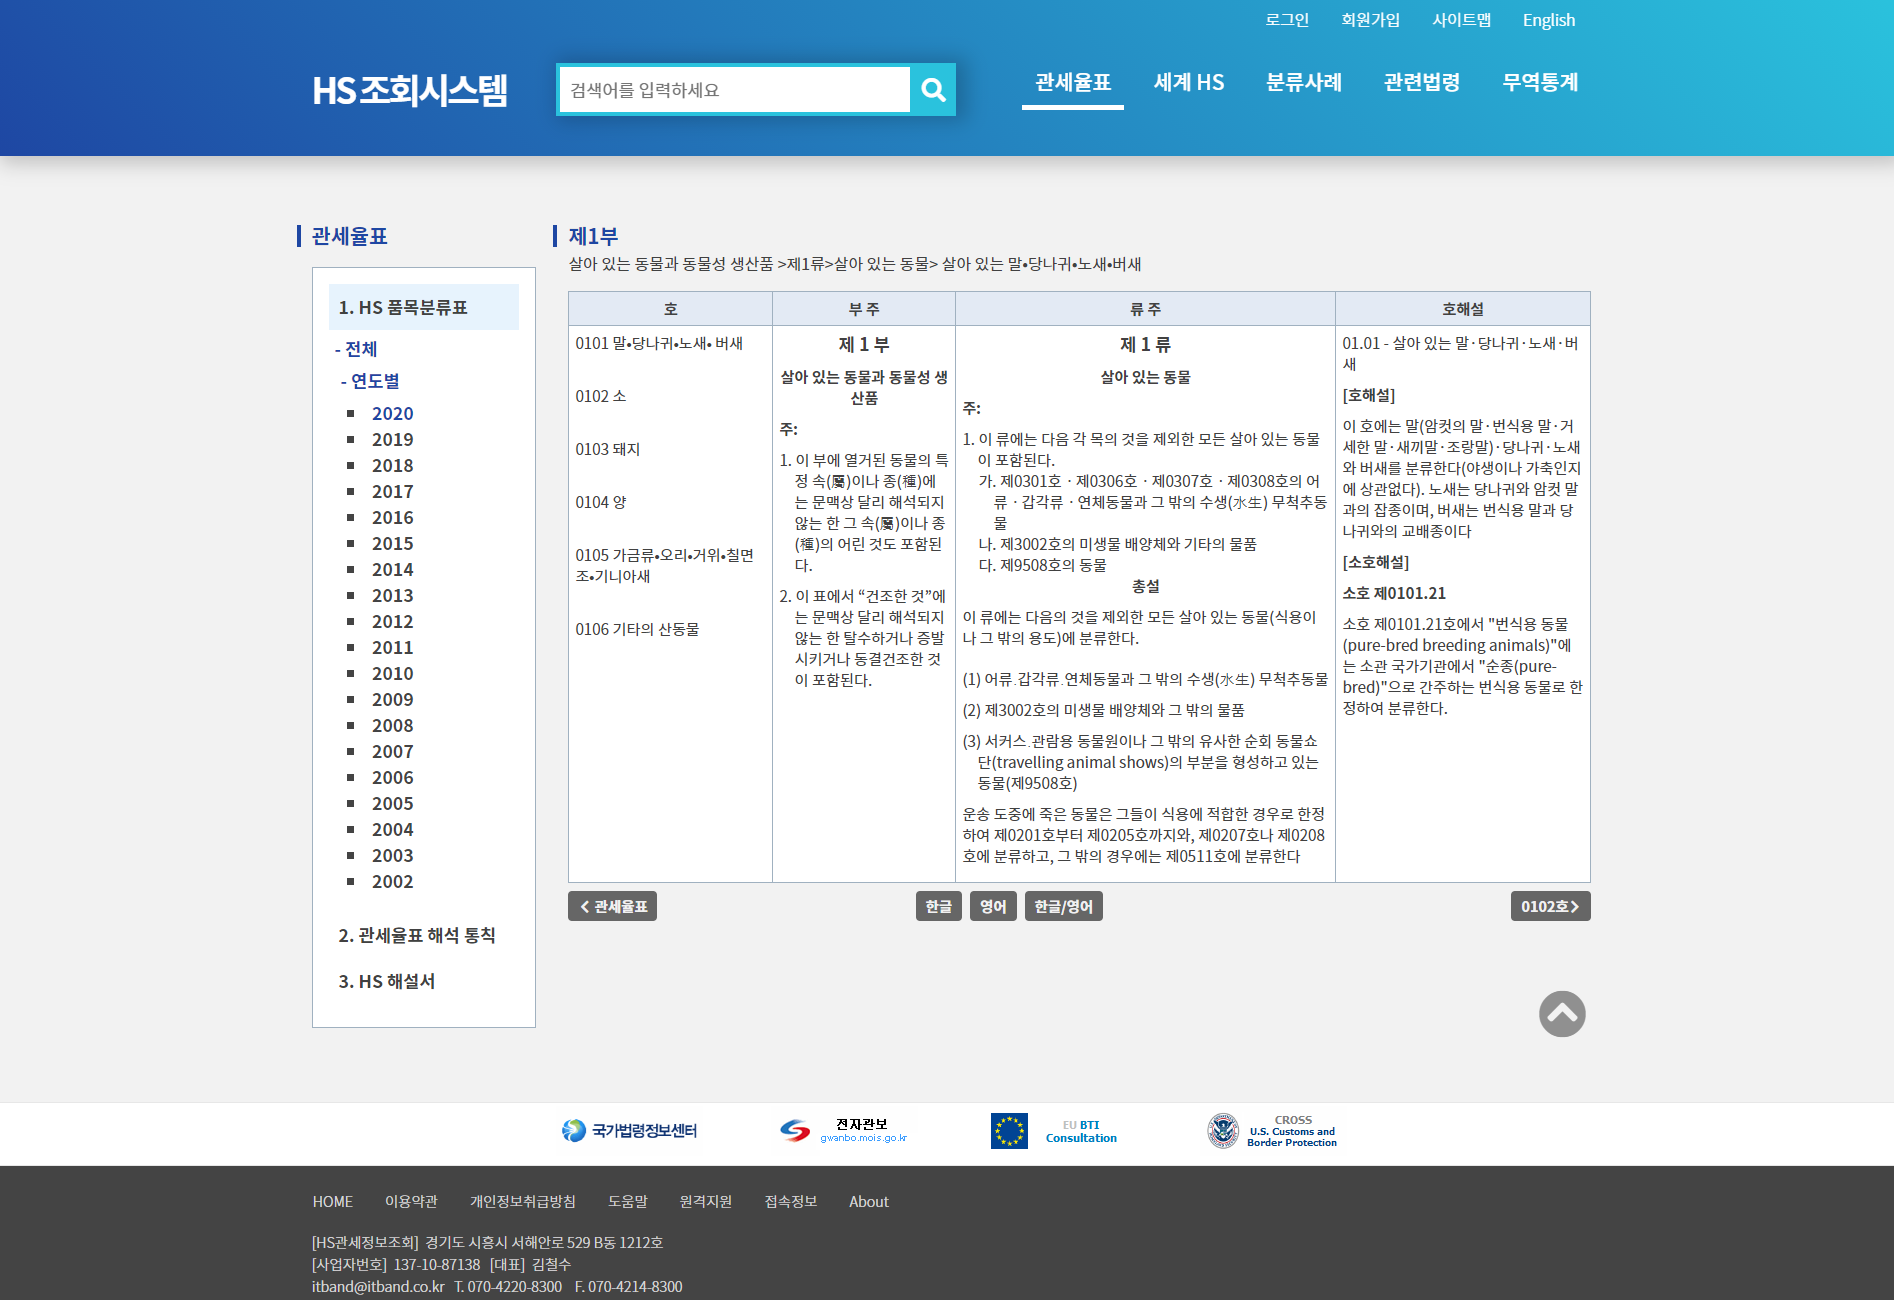 로그인 회원가입 사이트맵 English
HS 조회시스템
검색어를 입력하세요
관세율표 세계 HS 분류사례 관련법령 무역통계
관세율표
1. HS 품목분류표
- 전체
- 연도별
2020
2019
2018
2017
2016
2015
2014
2013
2012
2011
2010
2009
2008
2007
2006
2005
2004
2003
2002
2. 관세율표 해석 통칙
3. HS 해설서
제1부
살아 있는 동물과 동물성 생산품 >제1류>살아 있는 동물> 살아 있는 말•당나귀•노새•버새
호 부 주 류 주 호해설
0101 말•당나귀•노새• 버새
0102 소
0103 돼지
0104 양
0105 가금류•오리•거위•칠면
조•기니아새
0106 기타의 산동물
제 1 부
살아 있는 동물과 동물성 생
산품
주:
1. 이 부에 열거된 동물의 특
정 속(屬)이나 종(種)에
는 문맥상 달리 해석되지
않는 한 그 속(屬)이나 종
(種)의 어린 것도 포함된
다.
2. 이 표에서 “건조한 것”에
는 문맥상 달리 해석되지
않는 한 탈수하거나 증발
시키거나 동결건조한 것
이 포함된다.
제 1 류
살아 있는 동물
주:
1. 이 류에는 다음 각 목의 것을 제외한 모든 살아 있는 동물
이 포함된다.
가. 제0301호ㆍ제0306호ㆍ제0307호ㆍ제0308호의 어
류ㆍ갑각류ㆍ연체동물과 그 밖의 수생(水生) 무척추동
물
나. 제3002호의 미생물 배양체와 기타의 물품
다. 제9508호의 동물
총설
이 류에는 다음의 것을 제외한 모든 살아 있는 동물(식용이
나 그 밖의 용도)에 분류한다.
(1) 어류.갑각류.연체동물과 그 밖의 수생(水生) 무척추동물
(2) 제3002호의 미생물 배양체와 그 밖의 물품
(3) 서커스.관람용 동물원이나 그 밖의 유사한 순회 동물쇼
단(travelling animal shows)의 부분을 형성하고 있는
동물(제9508호)
운송 도중에 죽은 동물은 그들이 식용에 적합한 경우로 한정
하여 제0201호부터 제0205호까지와, 제0207호나 제0208
호에 분류하고, 그 밖의 경우에는 제0511호에 분류한다
01.01 - 살아 있는 말·당나귀·노새·버
새
[호해설]
이 호에는 말(암컷의 말·번식용 말·거
세한 말·새끼말·조랑말)·당나귀·노새
와 버새를 분류한다(야생이나 가축인지
에 상관없다). 노새는 당나귀와 암컷 말
과의 잡종이며, 버새는 번식용 말과 당
나귀와의 교배종이다
[소호해설]
소호 제0101.21
소호 제0101.21호에서 "번식용 동물
(pure-bred breeding animals)"에
는 소관 국가기관에서 "순종(pure-
bred)"으로 간주하는 번식용 동물로 한
정하여 분류한다.
관세율표 한글 영어 한글/영어 0102호
국가법령정보센터
전자관보
gwanbo.mois.go.kr
EU BTI
Consultation
CROSS
U.S. Customs and
Border Protection
HOME 이용약관 개인정보취급방침 도움말 원격지원 접속정보 About
[HS관세정보조회] 경기도 시흥시 서해안로 529 B동 1212호
[사업자번호] 137-10-87138 [대표] 김철수
itband@itband.co.kr T. 070-4220-8300 F. 070-4214-8300